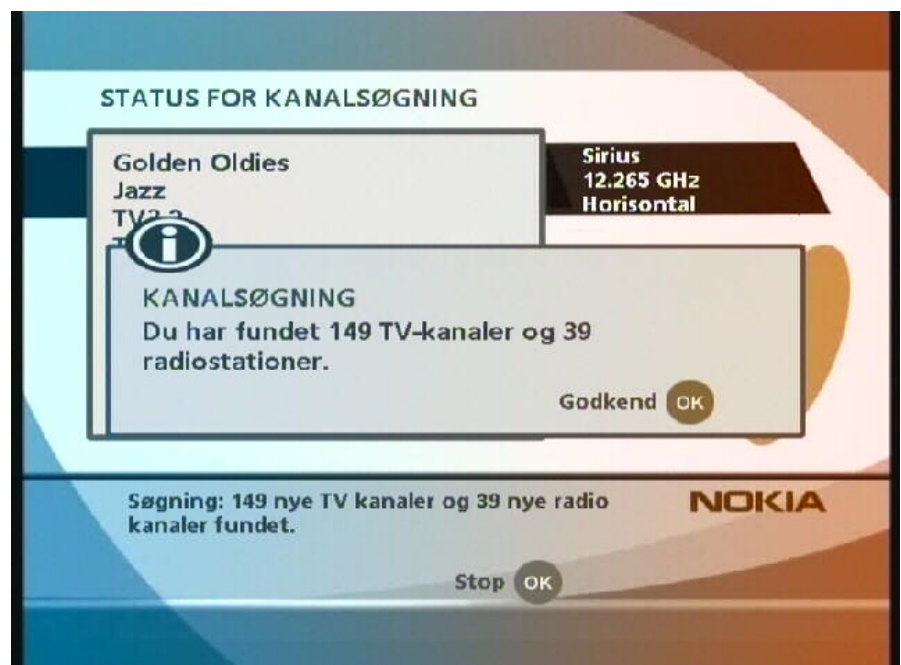 STATUS FOR KANALSØGNING
Golden Oldies
Jazz
Sirius
12.265 GHz
Horisontal
KANALSØGNING
Du har fundet 149 TV-kanaler og 39
radiostationer.
Godkend OK
Søgning: 149 nye TV kanaler og 39 nye radio
kanaler fundet.
NOKIA
Stop OK